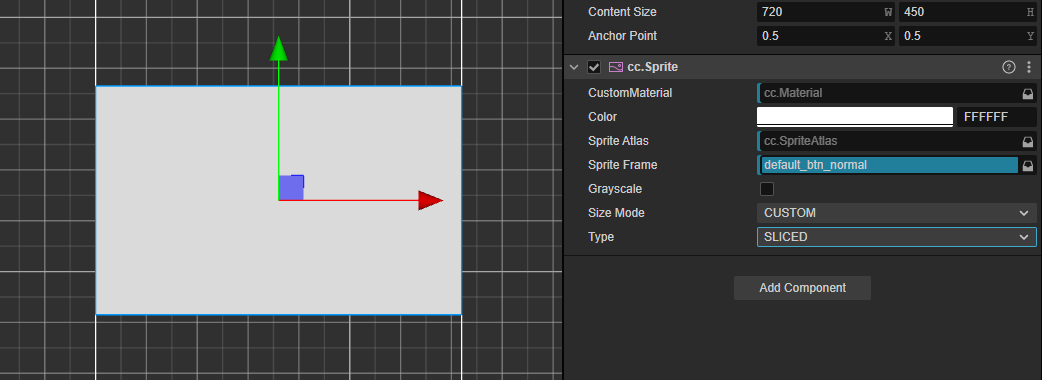 Content Size 720 W 450 H
Anchor Point 0.5 X 0.5 Y
cc.Sprite ?
CustomMaterial cc.Material
Color FFFFFF
Sprite Atlas cc.SpriteAtlas
Sprite Frame default_btn_normal
Grayscale
Size Mode CUSTOM
Type SLICED
Add Component